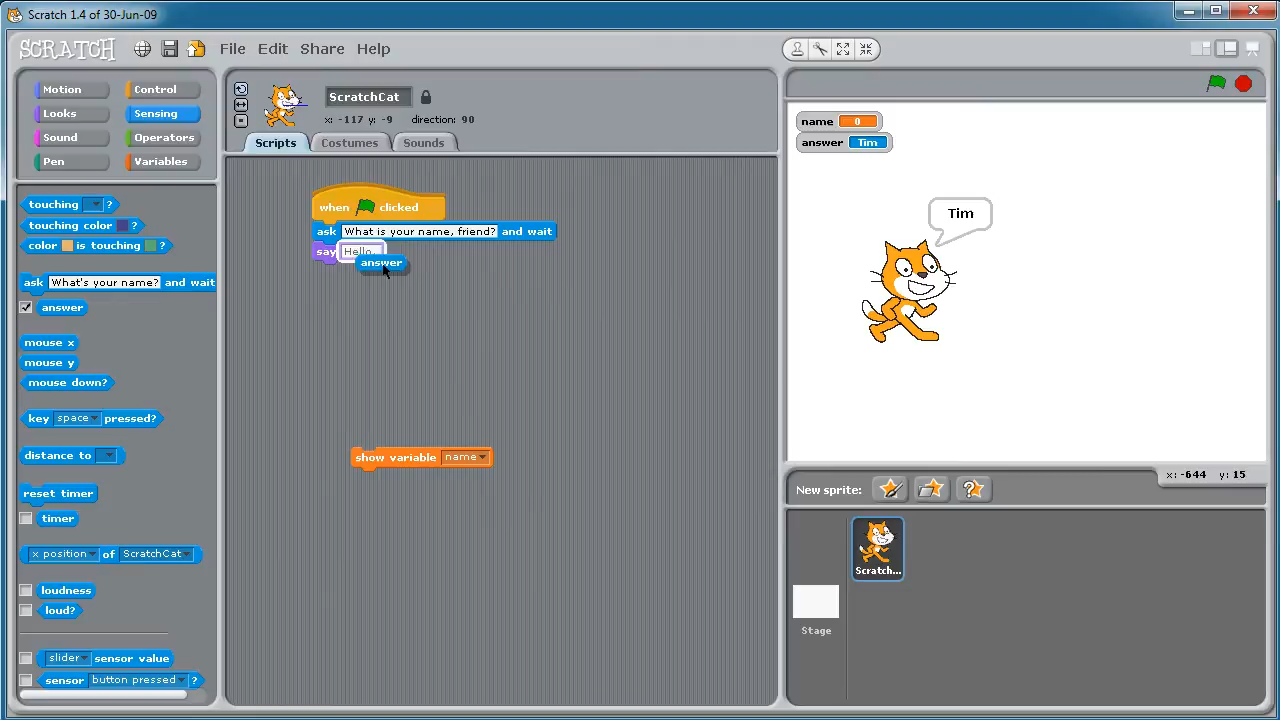 Scratch 1.4 of 30-Jun-09
SCRATCH File Edit Share Help
Motion Control
Looks Sensing
Sound Operators
Pen Variables
touching ?
touching color ?
color is touching ?
ask What's your name? and wait
answer
mouse x
mouse y
mouse down?
key space pressed?
distance to
reset timer
timer
x position of ScratchCat
loudness
loud?
slider sensor value
sensor button pressed ?
ScratchCat
x: -117 y: -9 direction: 90
Scripts Costumes Sounds
when clicked
ask What is your name, friend? and wait
say Hello,
answer
show variable name
name 0
answer Tim
Tim
x: -644 y: 15
New sprite:
Scratch...
Stage